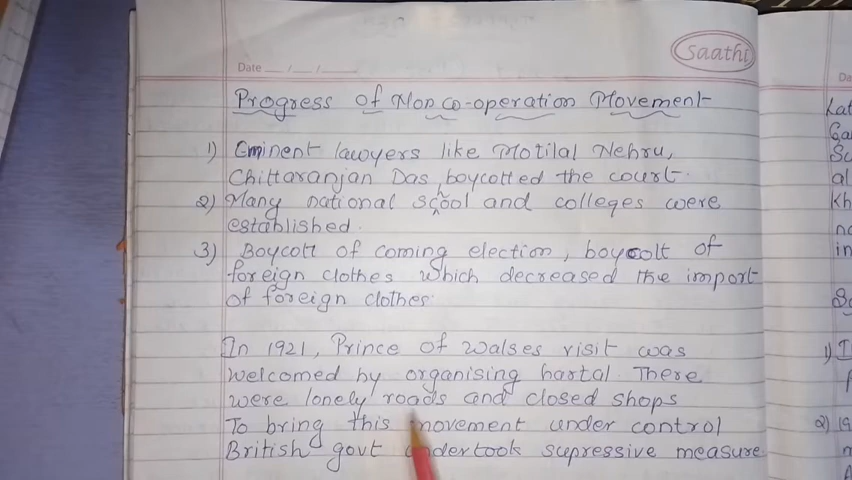 Saathi
Date __/__/____
Progress of Non co-operation Movement
1) Eminent lawyers like Motilal Nehru,
Chittaranjan Das, boycotted the court.
2) Many national school and colleges were
established.
3) Boycott of coming election, boycott of
foreign clothes which decreased the import
of foreign clothes.
In 1921, Prince of Walses visit was
welcomed by organising hartal. There
were lonely roads and closed shops
To bring this movement under control
British govt undertook supressive measure